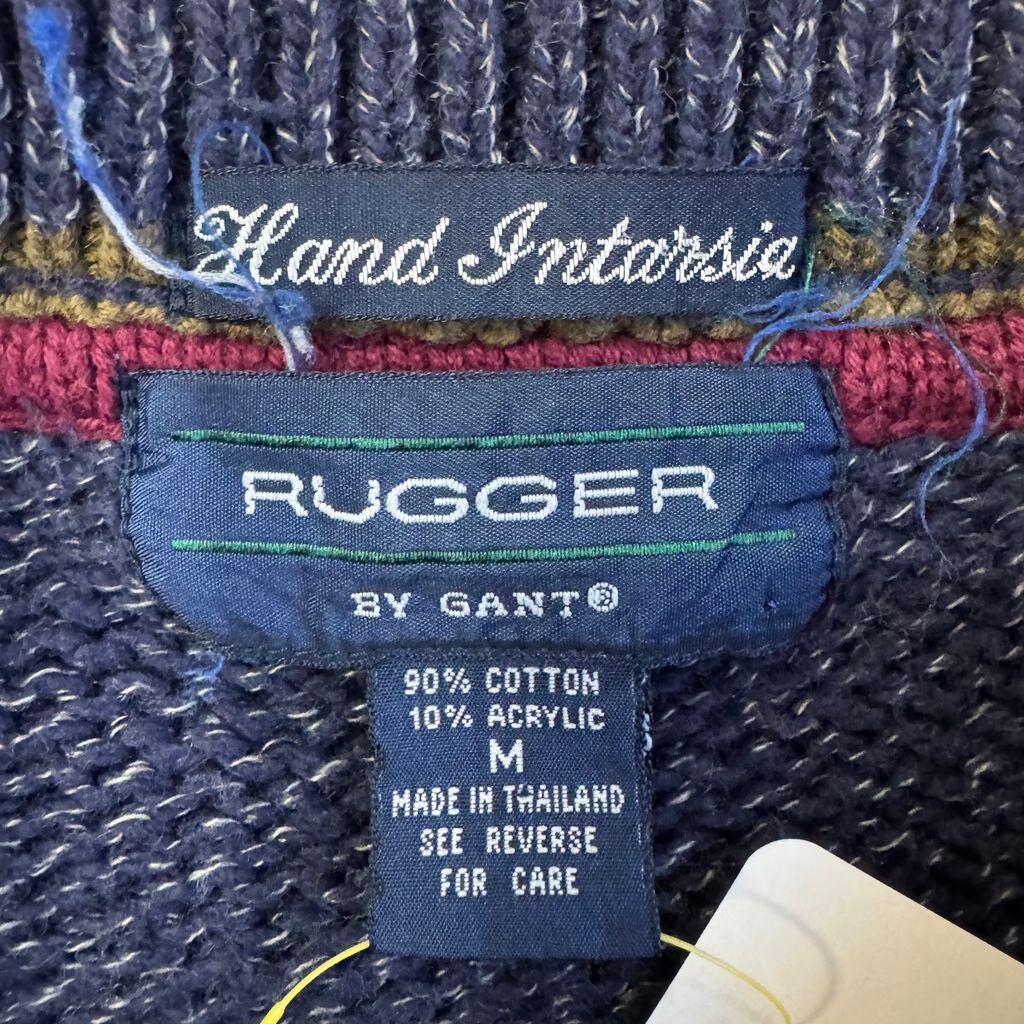 Hand Intarsia
RUGGER
BY GANT®
90% COTTON
10% ACRYLIC
M
MADE IN THAILAND
SEE REVERSE
FOR CARE